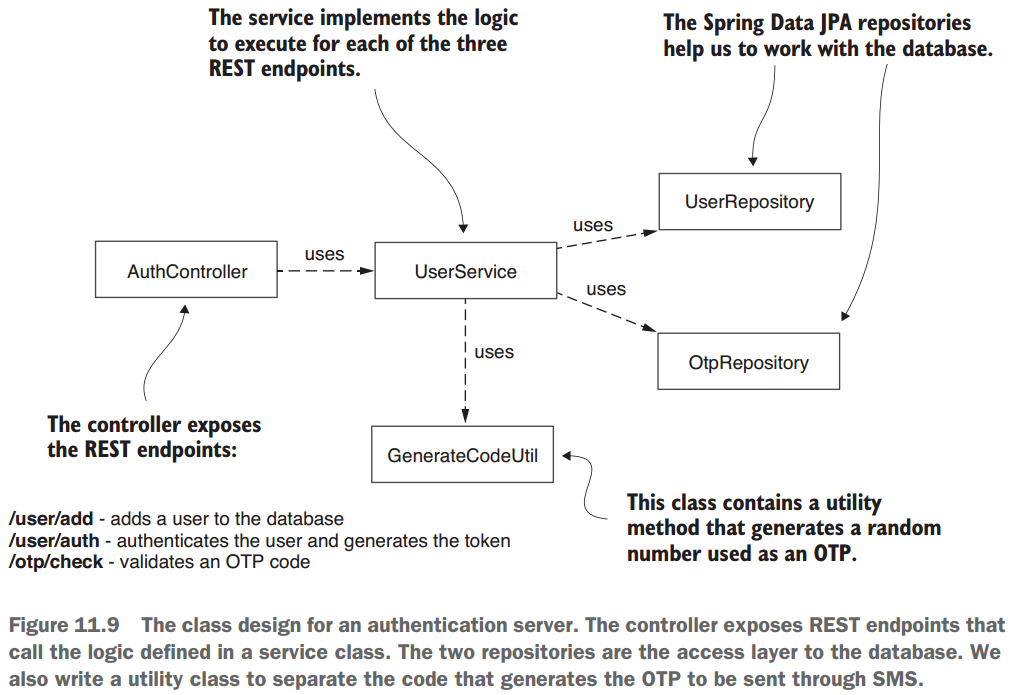 The service implements the logic
to execute for each of the three
REST endpoints.
The Spring Data JPA repositories
help us to work with the database.
UserRepository
uses
uses
AuthController
UserService
uses
uses
OtpRepository
The controller exposes
the REST endpoints:
GenerateCodeUtil
This class contains a utility
method that generates a random
number used as an OTP.
/user/add - adds a user to the database
/user/auth - authenticates the user and generates the token
/otp/check - validates an OTP code
Figure 11.9 The class design for an authentication server. The controller exposes REST endpoints that
call the logic defined in a service class. The two repositories are the access layer to the database. We
also write a utility class to separate the code that generates the OTP to be sent through SMS.